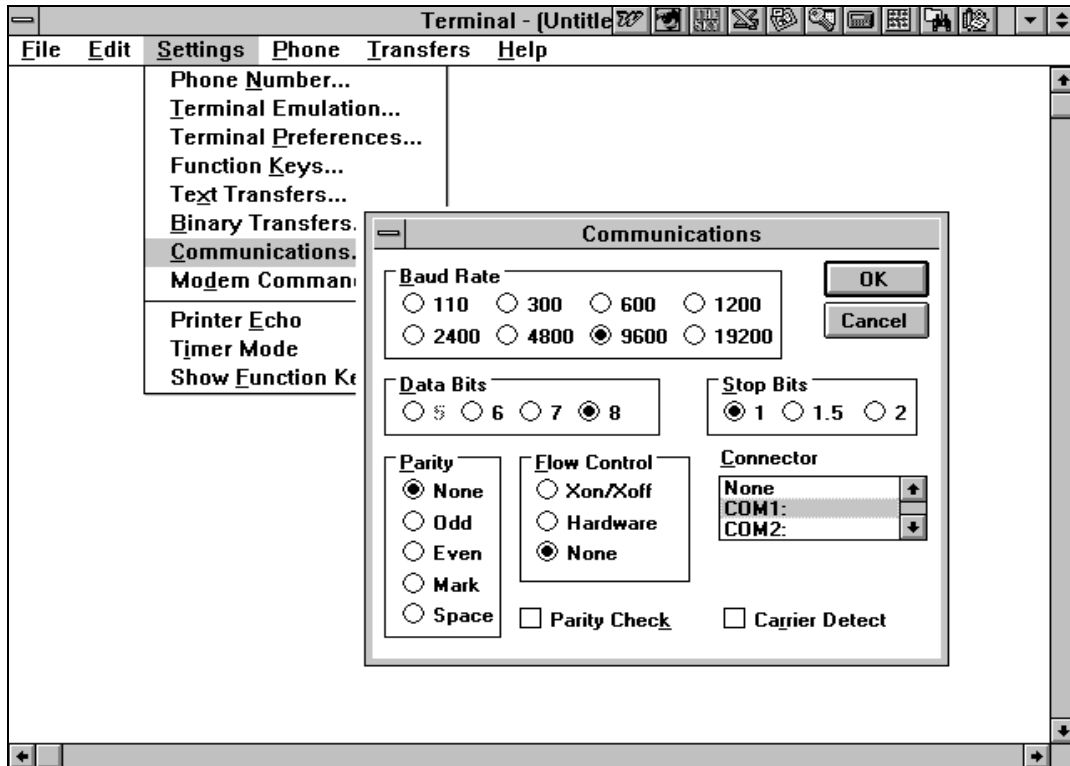 Terminal - (Untitle
File Edit Settings Phone Transfers Help
Phone Number...
Terminal Emulation...
Terminal Preferences...
Function Keys...
Text Transfers...
Binary Transfers.
Communications.
Modem Comman
Printer Echo
Timer Mode
Show Function Ke
Communications
Baud Rate
110 300 600 1200
2400 4800 9600 19200
OK
Cancel
Data Bits
5 6 7 8
Stop Bits
1 1.5 2
Parity
None
Odd
Even
Mark
Space
Flow Control
Xon/Xoff
Hardware
None
Connector
None
COM1:
COM2:
Parity Check
Carrier Detect